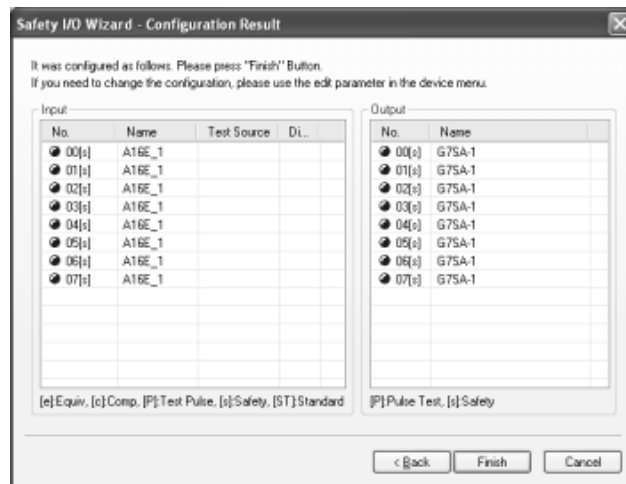 Safety I/O Wizard - Configuration Result
It was configured as follows. Please press "Finish" Button.
If you need to change the configuration, please use the edit parameter in the device menu.
Input
No. Name Test Source Di...
00[s] A16E_1
01[s] A16E_1
02[s] A16E_1
03[s] A16E_1
04[s] A16E_1
05[s] A16E_1
06[s] A16E_1
07[s] A16E_1
[e]:Equiv, [c]:Comp, [P]:Test Pulse, [s]:Safety, [ST]:Standard
Output
No. Name
00[s] G7SA-1
01[s] G7SA-1
02[s] G7SA-1
03[s] G7SA-1
04[s] G7SA-1
05[s] G7SA-1
06[s] G7SA-1
07[s] G7SA-1
[P]:Pulse Test, [s]:Safety
< Back Finish Cancel